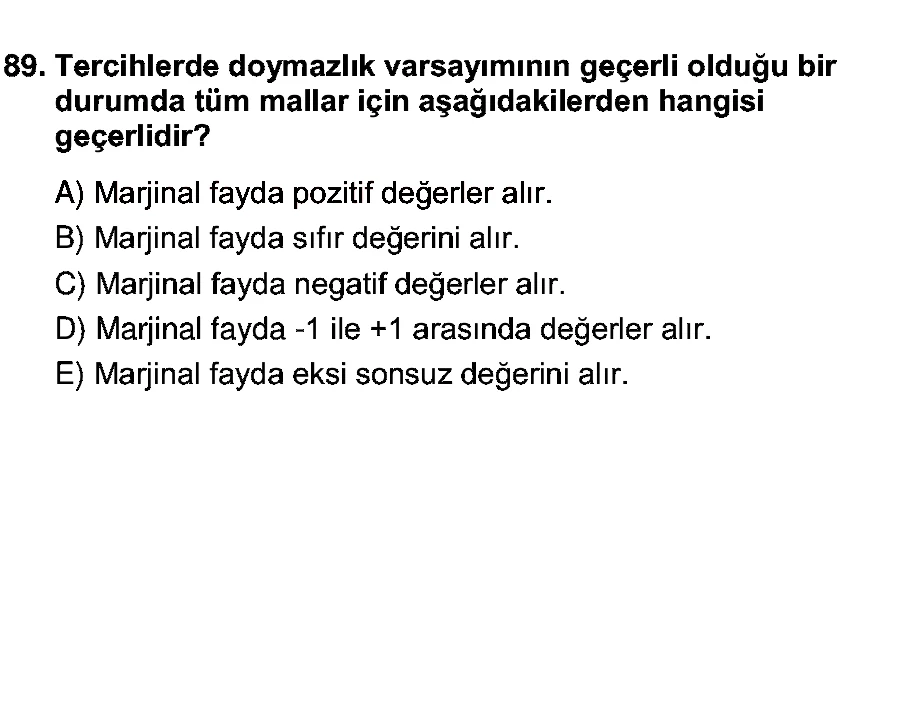 89. Tercihlerde doymazlık varsayımının geçerli olduğu bir
durumda tüm mallar için aşağıdakilerden hangisi
geçerlidir?
A) Marjinal fayda pozitif değerler alır.
B) Marjinal fayda sıfır değerini alır.
C) Marjinal fayda negatif değerler alır.
D) Marjinal fayda -1 ile +1 arasında değerler alır.
E) Marjinal fayda eksi sonsuz değerini alır.